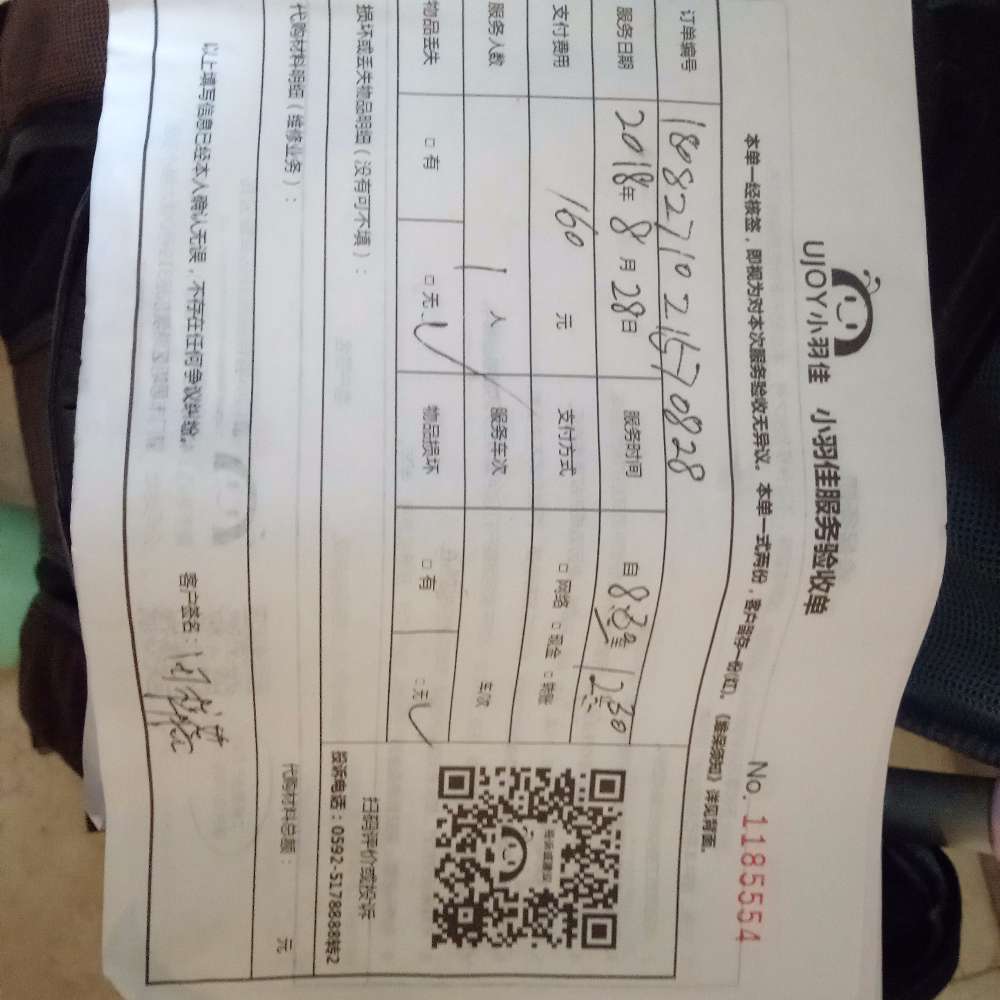 UJOY小羽佳 小羽佳服务验收单
No. 1185554
本单一经核签，即视为对本次服务验收无异议。本单一式两份，客户留存一份(红)，《客户须知》详见背面。
订单编号 1808271021570828
服务日期 2018年8月28日 服务时间 自8:30至12:30
支付费用 160 元 支付方式 □网络 □现金 □转账
服务人数 1 人 服务车次 车次
物品丢失 □有 □无 物品损坏 □有 □无
损坏或丢失物品明细（没有可不填）：
扫码评价或投诉
投诉电话：0592-5178888转2
代购材料明细（维修业务）： 代购材料总额： 元
以上填写信息已经本人确认无误，不存在任何争议纠纷。
客户签名：